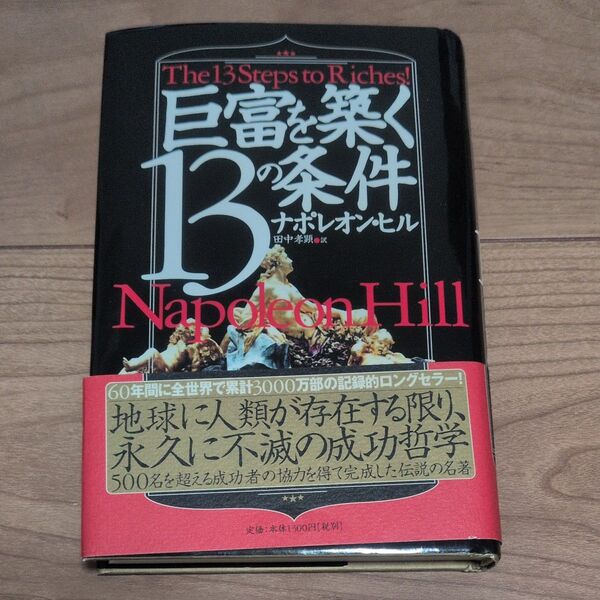 The 13 Steps to Riches!
巨富を築く
13の条件
ナポレオン・ヒル
田中孝顕●訳
Napoleon Hill
60年間に全世界で累計3000万部の記録的ロングセラー!
地球に人類が存在する限り、
永久に不滅の成功哲学
500名を超える成功者の協力を得て完成した伝説の名著
定価:本体1500円[税別]